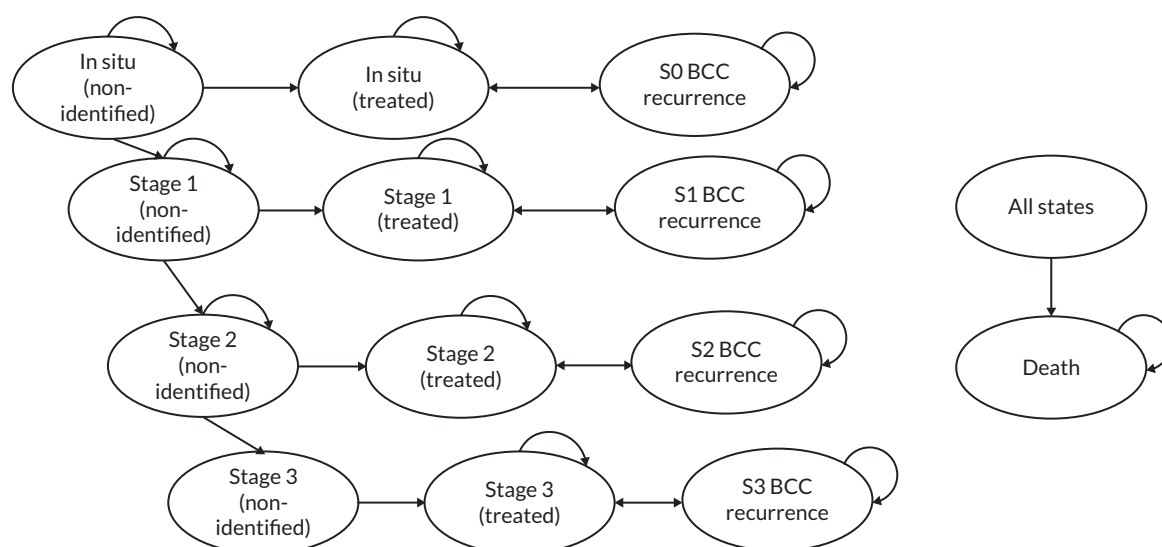 In situ
(non-
identified)
In situ
(treated)
S0 BCC
recurrence
Stage 1
(non-
identified)
Stage 1
(treated)
S1 BCC
recurrence
All states
Stage 2
(non-
identified)
Stage 2
(treated)
S2 BCC
recurrence
Death
Stage 3
(non-
identified)
Stage 3
(treated)
S3 BCC
recurrence